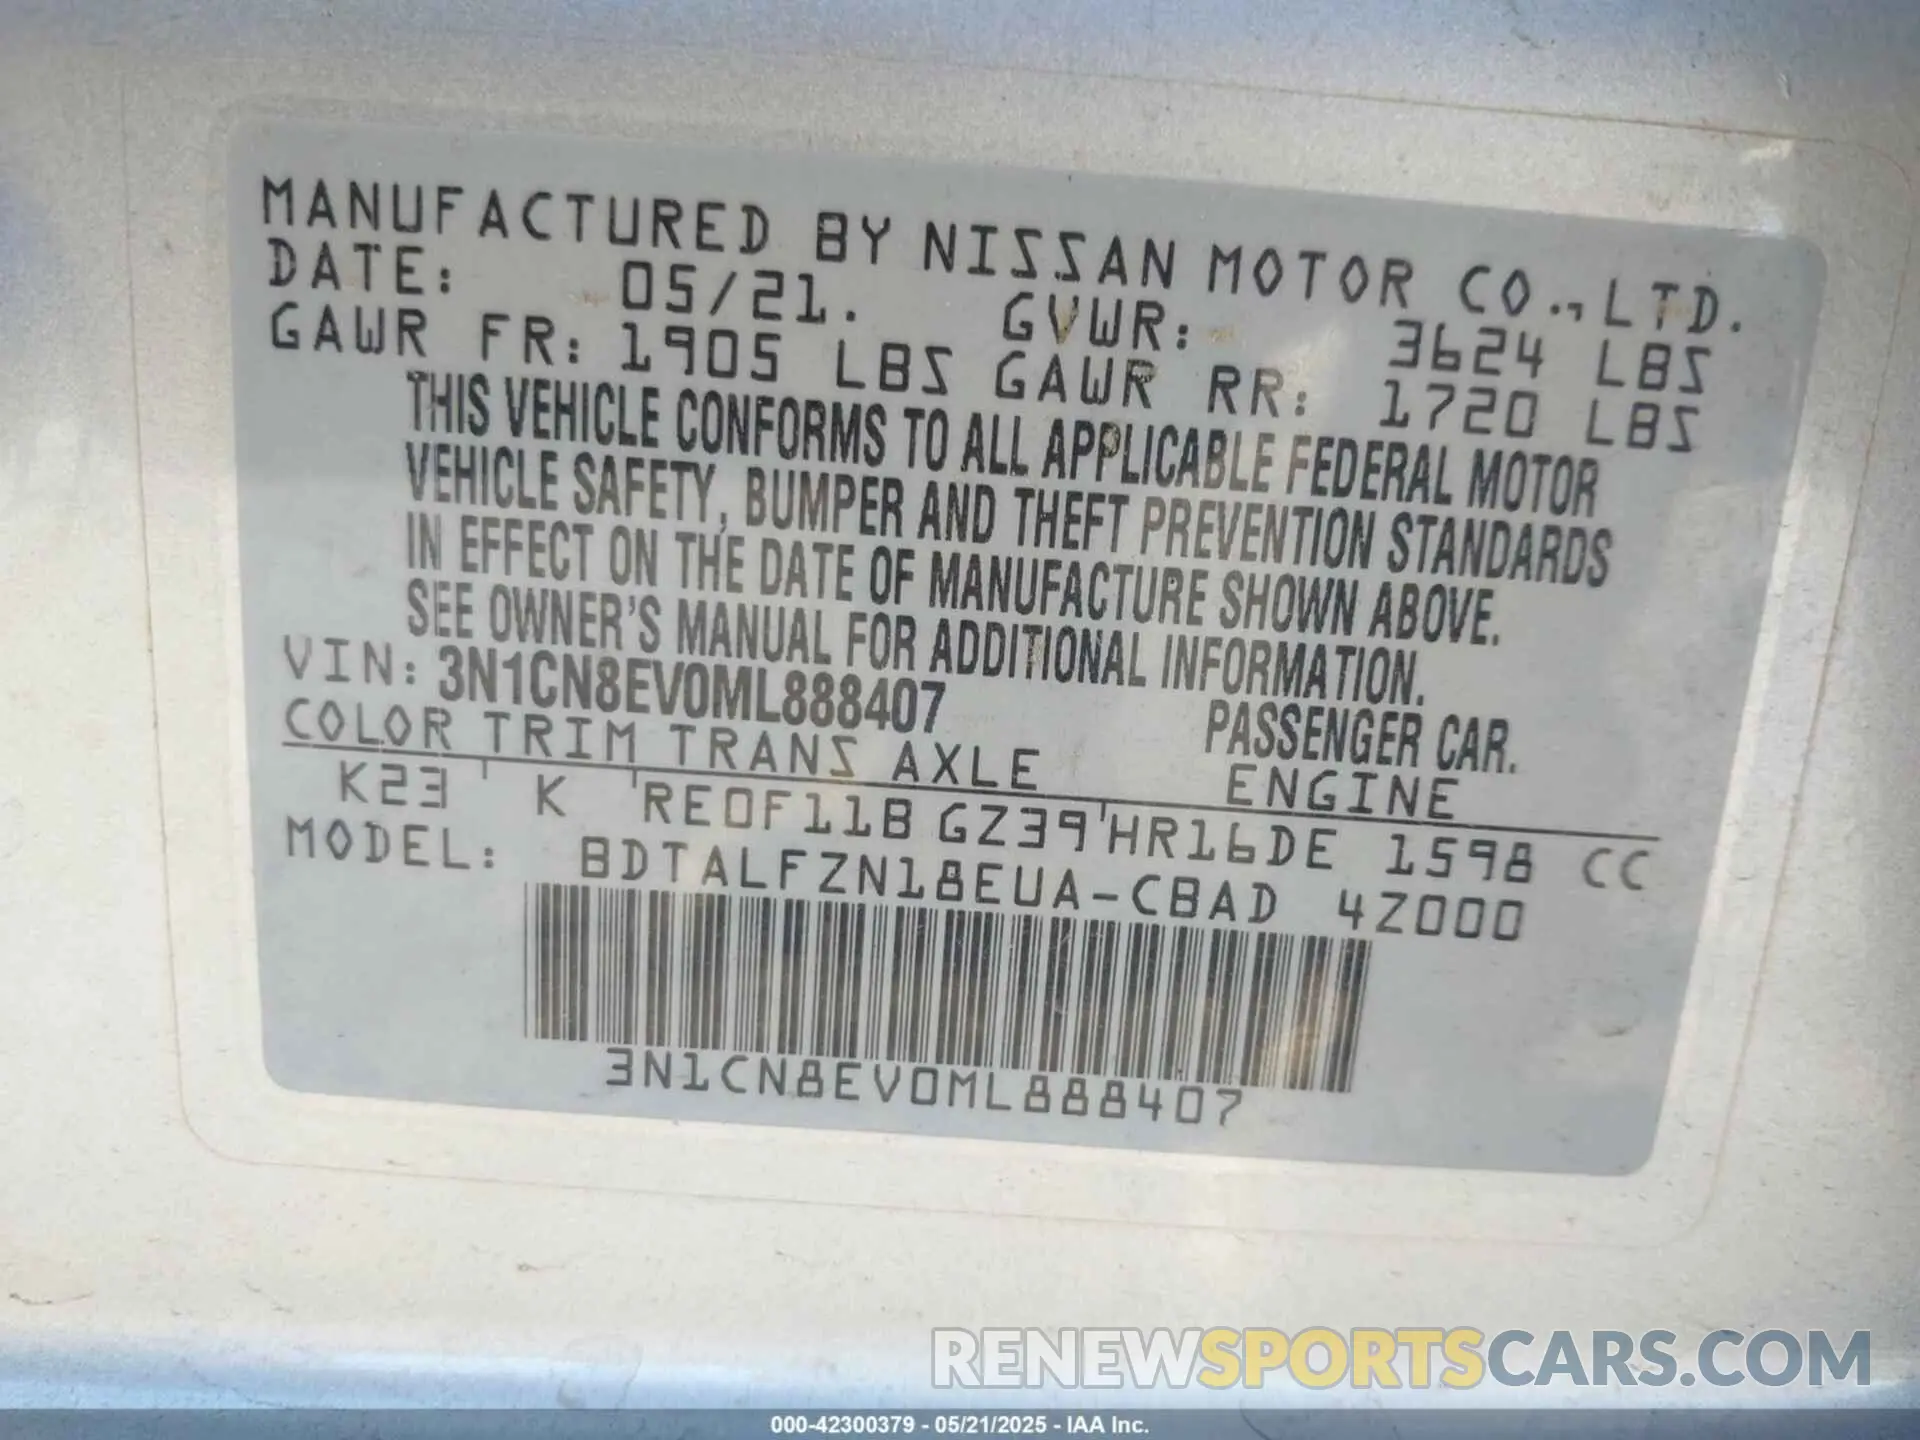 MANUFACTURED BY NISSAN MOTOR CO.,LTD.
DATE: 05/21. GVWR: 3624 LBS
GAWR FR: 1905 LBS GAWR RR: 1720 LBS
THIS VEHICLE CONFORMS TO ALL APPLICABLE FEDERAL MOTOR
VEHICLE SAFETY, BUMPER AND THEFT PREVENTION STANDARDS
IN EFFECT ON THE DATE OF MANUFACTURE SHOWN ABOVE.
SEE OWNER'S MANUAL FOR ADDITIONAL INFORMATION.
VIN: 3N1CN8EV0ML888407 PASSENGER CAR.
COLOR TRIM TRANS AXLE ENGINE
K23 K RE0F11B GZ39 HR16DE 1598 CC
MODEL: BDTALFZN18EUA-CBAD 4Z000
3N1CN8EV0ML888407
RENEWSPORTSCARS.COM
000-42300379 - 05/21/2025 - IAA Inc.